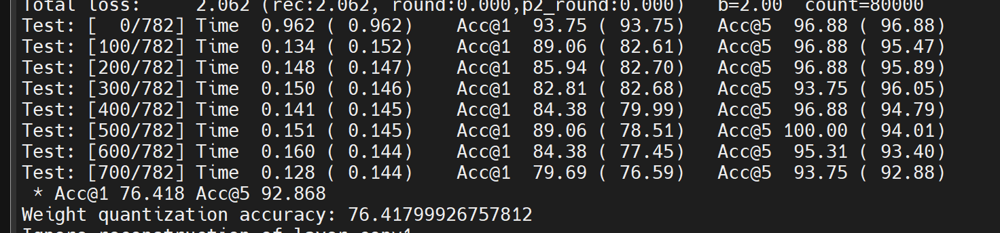 Total loss:     2.062 (rec:2.062, round:0.000,p2_round:0.000)   b=2.00  count=80000
Test: [  0/782] Time  0.962 ( 0.962)    Acc@1  93.75 ( 93.75)   Acc@5  96.88 ( 96.88)
Test: [100/782] Time  0.134 ( 0.152)    Acc@1  89.06 ( 82.61)   Acc@5  96.88 ( 95.47)
Test: [200/782] Time  0.148 ( 0.147)    Acc@1  85.94 ( 82.70)   Acc@5  96.88 ( 95.89)
Test: [300/782] Time  0.150 ( 0.146)    Acc@1  82.81 ( 82.68)   Acc@5  93.75 ( 96.05)
Test: [400/782] Time  0.141 ( 0.145)    Acc@1  84.38 ( 79.99)   Acc@5  96.88 ( 94.79)
Test: [500/782] Time  0.151 ( 0.145)    Acc@1  89.06 ( 78.51)   Acc@5 100.00 ( 94.01)
Test: [600/782] Time  0.160 ( 0.144)    Acc@1  84.38 ( 77.45)   Acc@5  95.31 ( 93.40)
Test: [700/782] Time  0.128 ( 0.144)    Acc@1  79.69 ( 76.59)   Acc@5  93.75 ( 92.88)
 * Acc@1 76.418 Acc@5 92.868
Weight quantization accuracy: 76.41799926757812
Ignore reconstruction of layer conv1